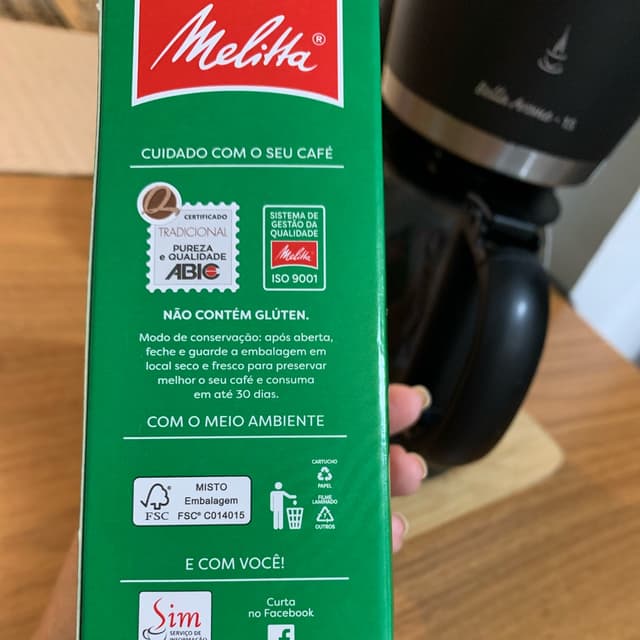 Melitta®
CUIDADO COM O SEU CAFÉ
CERTIFICADO
TRADICIONAL
PUREZA
e QUALIDADE
ABIC
SISTEMA DE
GESTÃO DA
QUALIDADE
Melitta
ISO 9001
NÃO CONTÉM GLÚTEN.
Modo de conservação: após aberta,
feche e guarde a embalagem em
local seco e fresco para preservar
melhor o seu café e consuma
em até 30 dias.
COM O MEIO AMBIENTE
FSC
MISTO
Embalagem
FSC® C014015
CARTUCHO
PAPEL
FILME
LAMINADO
OUTROS
E COM VOCÊ!
Sim
SERVIÇO DE
INFORMAÇÃO
Curta
no Facebook
f